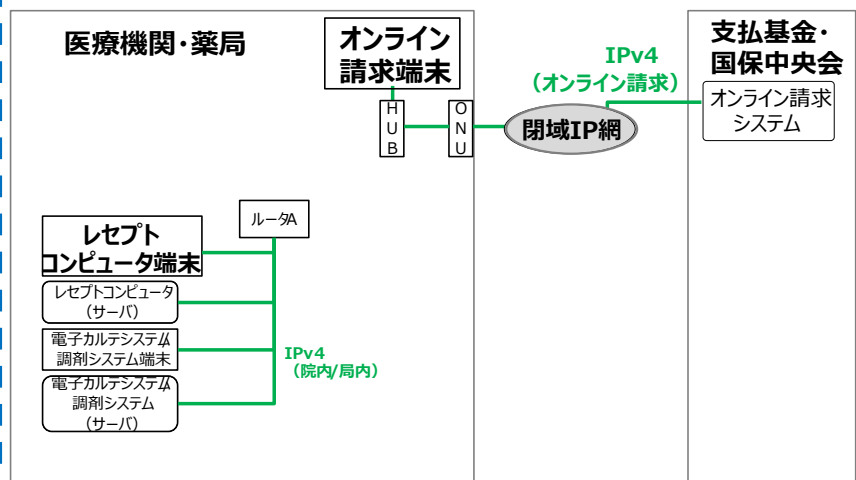 医療機関・薬局
オンライン
請求端末
HUB
ONU
IPv4
（オンライン請求）
閉域IP網
支払基金・
国保中央会
オンライン請求
システム
ルータA
レセプト
コンピュータ端末
レセプトコンピュータ
（サーバ）
電子カルテシステム/
調剤システム端末
電子カルテシステム/
調剤システム
（サーバ）
IPv4
（院内/局内）